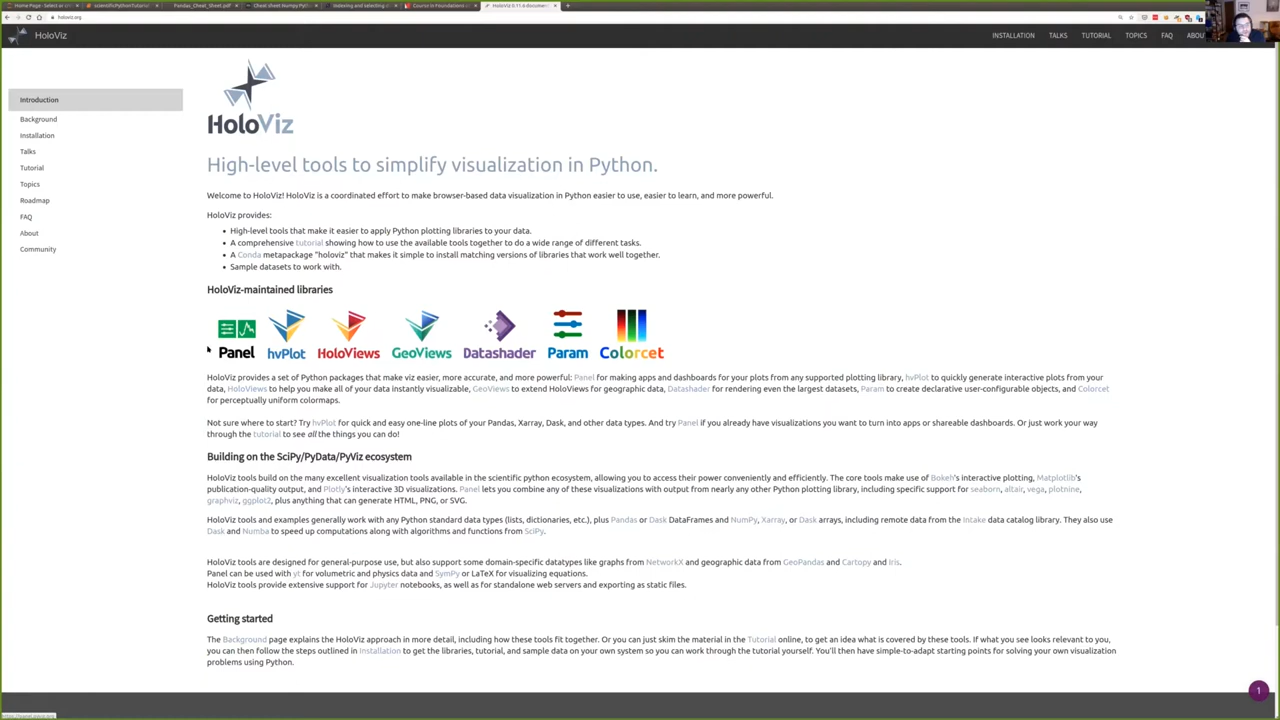 Home Page - Select or
scientificPythonTutorial
Pandas_Cheat_Sheet.pdf
Cheat sheet Numpy Pyth
Indexing and selecting
Course in Foundations
HoloViz 0.11.6 document
holoviz.org
HoloViz
INSTALLATION TALKS TUTORIAL TOPICS FAQ ABOU
Introduction
Background
Installation
Talks
Tutorial
Topics
Roadmap
FAQ
About
Community
HoloViz
High-level tools to simplify visualization in Python.
Welcome to HoloViz! HoloViz is a coordinated effort to make browser-based data visualization in Python easier to use, easier to learn, and more powerful.
HoloViz provides:
• High-level tools that make it easier to apply Python plotting libraries to your data.
• A comprehensive tutorial showing how to use the available tools together to do a wide range of different tasks.
• A Conda metapackage "holoviz" that makes it simple to install matching versions of libraries that work well together.
• Sample datasets to work with.
HoloViz-maintained libraries
Panel hvPlot HoloViews GeoViews Datashader Param Colorcet
HoloViz provides a set of Python packages that make viz easier, more accurate, and more powerful: Panel for making apps and dashboards for your plots from any supported plotting library, hvPlot to quickly generate interactive plots from your
data, HoloViews to help you make all of your data instantly visualizable, GeoViews to extend HoloViews for geographic data, Datashader for rendering even the largest datasets, Param to create declarative user-configurable objects, and Colorcet
for perceptually uniform colormaps.
Not sure where to start? Try hvPlot for quick and easy one-line plots of your Pandas, Xarray, Dask, and other data types. And try Panel if you already have visualizations you want to turn into apps or shareable dashboards. Or just work your way
through the tutorial to see all the things you can do!
Building on the SciPy/PyData/PyViz ecosystem
HoloViz tools build on the many excellent visualization tools available in the scientific python ecosystem, allowing you to access their power conveniently and efficiently. The core tools make use of Bokeh's interactive plotting, Matplotlib's
publication-quality output, and Plotly's interactive 3D visualizations. Panel lets you combine any of these visualizations with output from nearly any other Python plotting library, including specific support for seaborn, altair, vega, plotnine,
graphviz, ggplot2, plus anything that can generate HTML, PNG, or SVG.
HoloViz tools and examples generally work with any Python standard data types (lists, dictionaries, etc.), plus Pandas or Dask DataFrames and NumPy, Xarray, or Dask arrays, including remote data from the Intake data catalog library. They also use
Dask and Numba to speed up computations along with algorithms and functions from SciPy.
HoloViz tools are designed for general-purpose use, but also support some domain-specific datatypes like graphs from NetworkX and geographic data from GeoPandas and Cartopy and Iris.
Panel can be used with yt for volumetric and physics data and SymPy or LaTeX for visualizing equations.
HoloViz tools provide extensive support for Jupyter notebooks, as well as for standalone web servers and exporting as static files.
Getting started
The Background page explains the HoloViz approach in more detail, including how these tools fit together. Or you can just skim the material in the Tutorial online, to get an idea what is covered by these tools. If what you see looks relevant to you,
you can then follow the steps outlined in Installation to get the libraries, tutorial, and sample data on your own system so you can work through the tutorial yourself. You'll then have simple-to-adapt starting points for solving your own visualization
problems using Python.
1